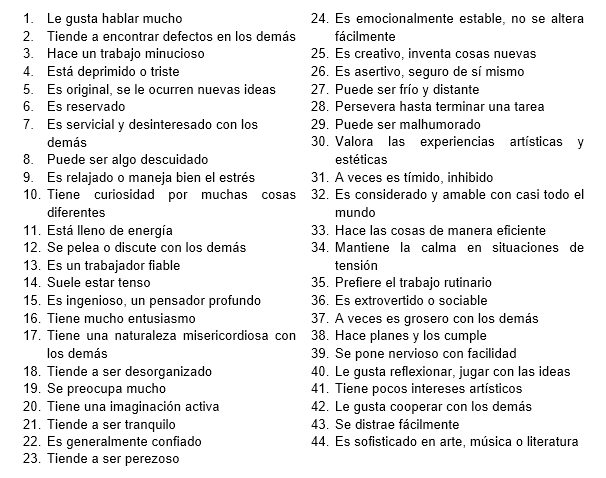 1. Le gusta hablar mucho
2. Tiende a encontrar defectos en los demás
3. Hace un trabajo minucioso
4. Está deprimido o triste
5. Es original, se le ocurren nuevas ideas
6. Es reservado
7. Es servicial y desinteresado con los
demás
8. Puede ser algo descuidado
9. Es relajado o maneja bien el estrés
10. Tiene curiosidad por muchas cosas
diferentes
11. Está lleno de energía
12. Se pelea o discute con los demás
13. Es un trabajador fiable
14. Suele estar tenso
15. Es ingenioso, un pensador profundo
16. Tiene mucho entusiasmo
17. Tiene una naturaleza misericordiosa con
los demás
18. Tiende a ser desorganizado
19. Se preocupa mucho
20. Tiene una imaginación activa
21. Tiende a ser tranquilo
22. Es generalmente confiado
23. Tiende a ser perezoso
24. Es emocionalmente estable, no se altera
fácilmente
25. Es creativo, inventa cosas nuevas
26. Es asertivo, seguro de sí mismo
27. Puede ser frío y distante
28. Persevera hasta terminar una tarea
29. Puede ser malhumorado
30. Valora las experiencias artísticas y
estéticas
31. A veces es tímido, inhibido
32. Es considerado y amable con casi todo el
mundo
33. Hace las cosas de manera eficiente
34. Mantiene la calma en situaciones de
tensión
35. Prefiere el trabajo rutinario
36. Es extrovertido o sociable
37. A veces es grosero con los demás
38. Hace planes y los cumple
39. Se pone nervioso con facilidad
40. Le gusta reflexionar, jugar con las ideas
41. Tiene pocos intereses artísticos
42. Le gusta cooperar con los demás
43. Se distrae fácilmente
44. Es sofisticado en arte, música o literatura